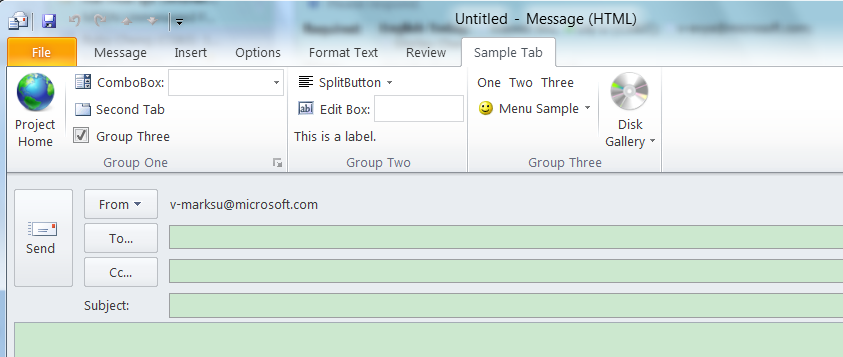 Untitled - Message (HTML)
File Message Insert Options Format Text Review Sample Tab
Project Home
ComboBox:
Second Tab
Group Three
Group One
SplitButton
ab Edit Box:
This is a label.
Group Two
One Two Three
Menu Sample
Disk Gallery
Group Three
Send
From v-marksu@microsoft.com
To...
Cc...
Subject: